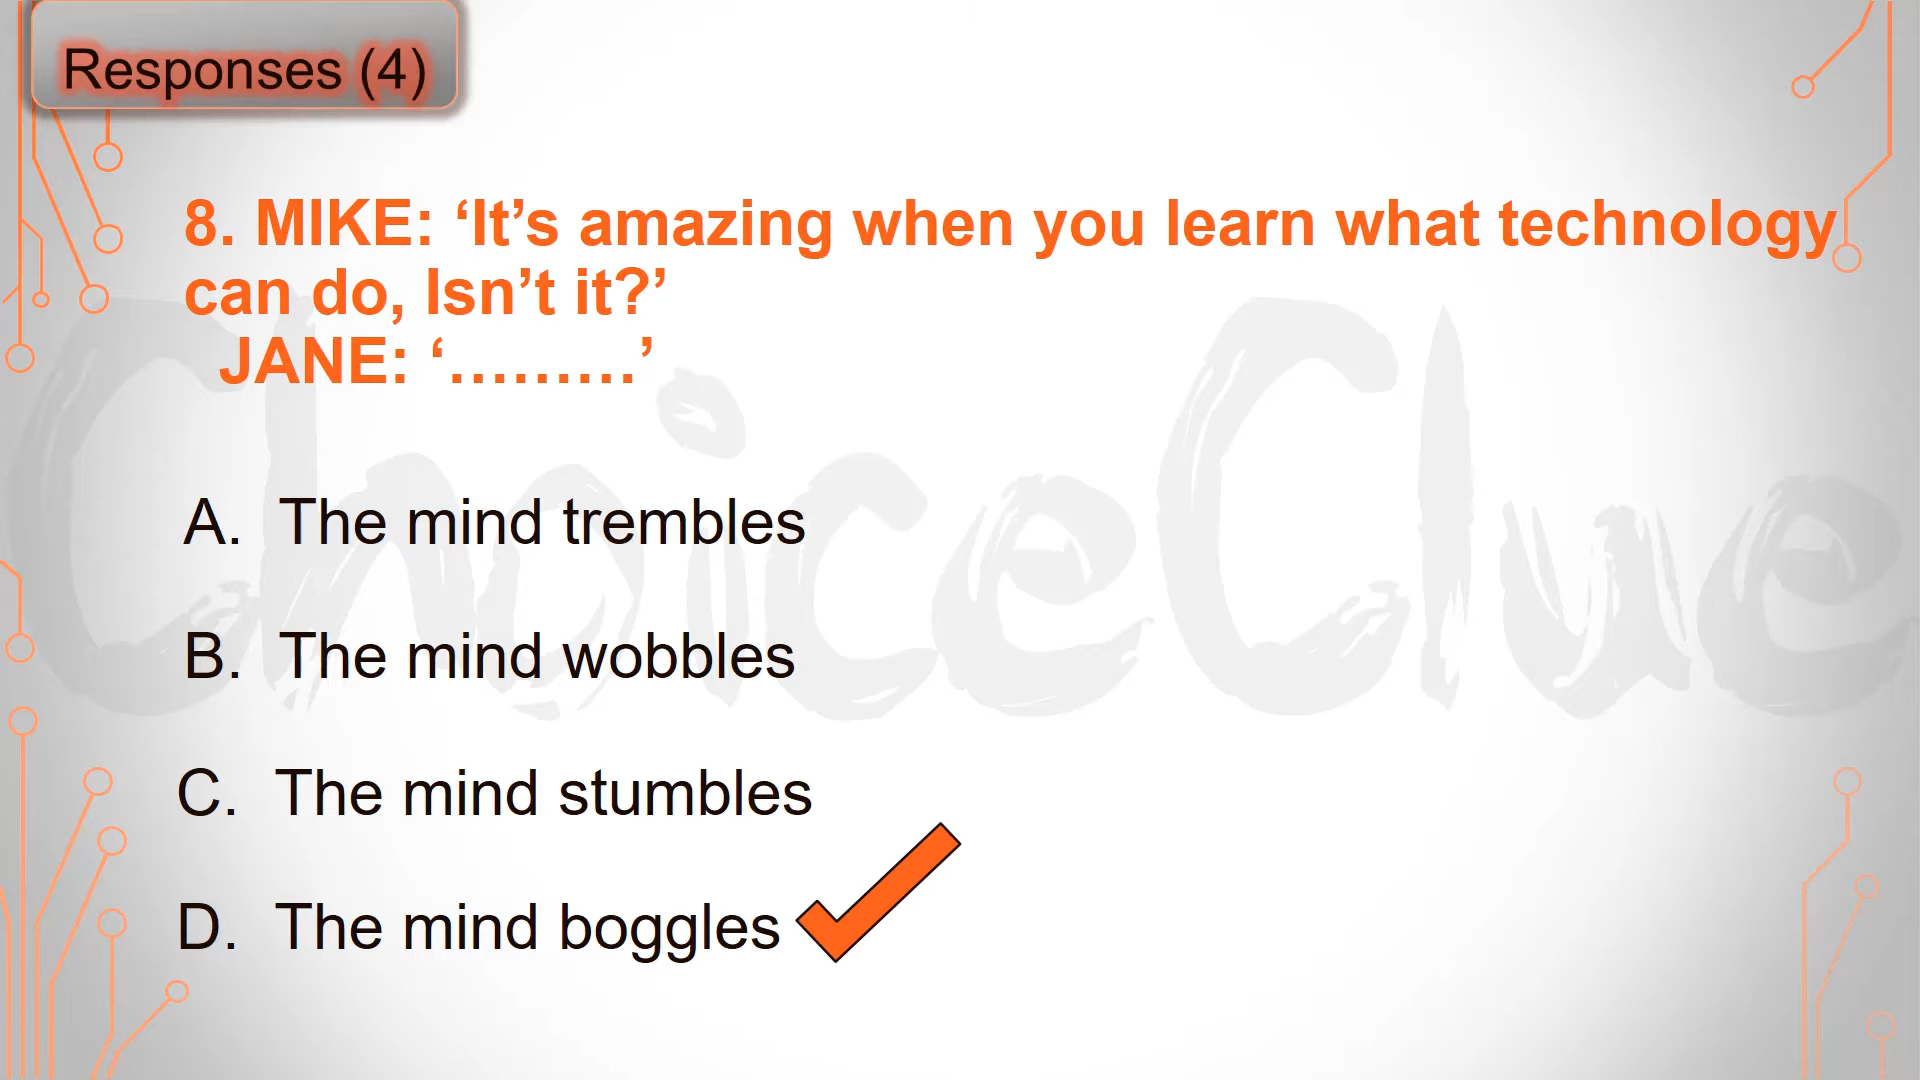 Responses (4)
8. MIKE: ‘It’s amazing when you learn what technology
can do, Isn’t it?’
JANE: ‘………’
ChoiceClue
A. The mind trembles
B. The mind wobbles
C. The mind stumbles
D. The mind boggles